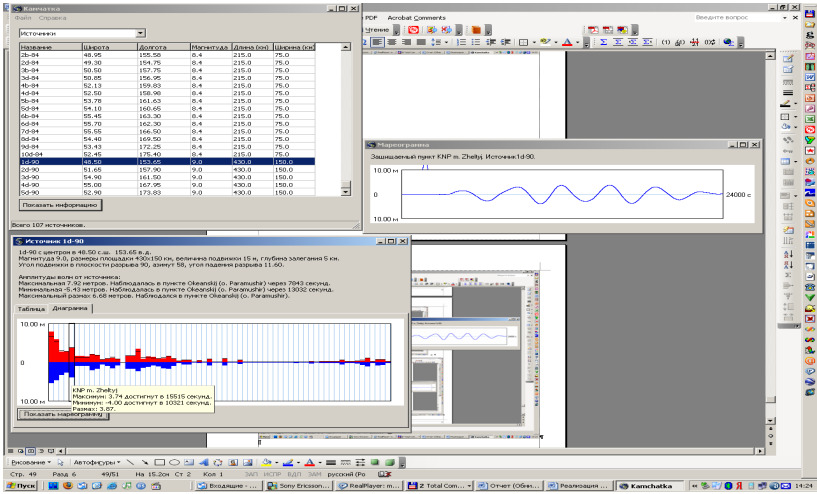 Камчатка
Файл Справка
Источники
Название Широта Долгота Магнитуда Длина (км) Ширина (км)
2b-84 48.95 155.58 8.4 215.0 75.0
2d-84 49.30 154.75 8.4 215.0 75.0
3b-84 50.50 157.75 8.4 215.0 75.0
3d-84 50.85 156.95 8.4 215.0 75.0
4b-84 52.13 159.83 8.4 215.0 75.0
4d-84 52.50 158.98 8.4 215.0 75.0
5b-84 53.78 161.63 8.4 215.0 75.0
5d-84 54.10 160.65 8.4 215.0 75.0
6b-84 55.45 163.30 8.4 215.0 75.0
6d-84 55.70 162.30 8.4 215.0 75.0
7d-84 55.55 166.50 8.4 215.0 75.0
8d-84 54.40 169.50 8.4 215.0 75.0
9d-84 53.43 172.25 8.4 215.0 75.0
10d-84 52.45 175.40 8.4 215.0 75.0
1d-90 48.50 153.65 9.0 430.0 150.0
2d-90 51.65 157.90 9.0 430.0 150.0
3d-90 54.90 161.50 9.0 430.0 150.0
4d-90 55.00 167.95 9.0 430.0 150.0
5d-90 52.90 173.83 9.0 430.0 150.0
Показать информацию
Всего 107 источников.
PDF Acrobat Comments
Введите вопрос
Чтение
Мареограмма
Защищаемый пункт KNP m. Zheltyj. Источник1d-90.
10.00 м
0
24000 с
10.00 м
Источник 1d-90
1d-90 с центром в 48.50 с.ш. 153.65 в.д.
Магнитуда 9.0, размеры площадки 430x150 км, величина подвижки 15 м, глубина залегания 5 км.
Угол подвижки в плоскости разрыва 90, азимут 58, угол падения разрыва 11.60.
Амплитуды волн от источника:
Максимальная 7.92 метров. Наблюдалась в пункте Okeanskij (o. Paramushir) через 7843 секунд.
Минимальная -5.43 метров. Наблюдалась в пункте Okeanskij (o. Paramushir) через 13032 секунд.
Максимальный размах 6.68 метров. Наблюдался в пункте Okeanskij (o. Paramushir).
Таблица Диаграмма
10.00 м
0
10.00 м
KNP m. Zheltyj
Максимум: 3.74 достигнут в 15515 секунд.
Минимум: -4.00 достигнут в 10321 секунд.
Размах: 3.87.
Показать мареограмму
Рисование Автофигуры
Стр. 49 Разд 6 49/51 На 15.2см Ст 2 Кол 1 ЗАП ИСПР ВДЛ ЗАМ русский (Ро
Пуск Входящие - ... Sony Ericsson... RealPlayer: m... Z Total Com... Отчет (Обни... Реализация ... Kamchatka 14:24